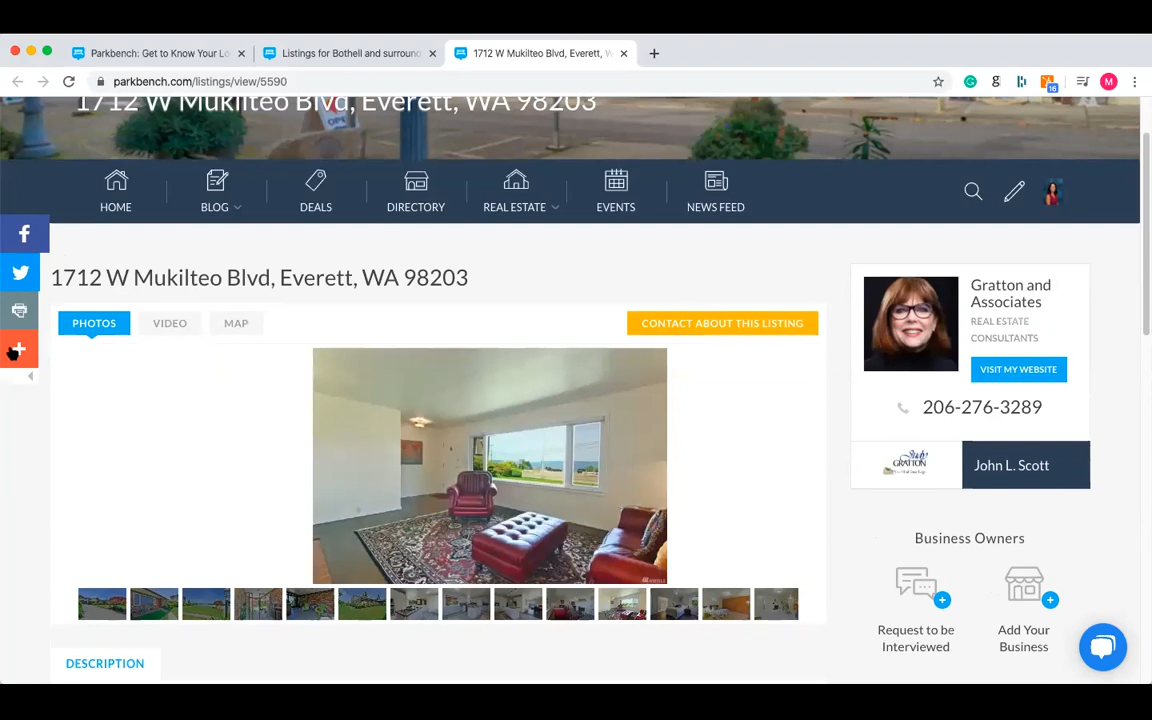 Parkbench: Get to Know Your Lo
Listings for Bothell and surround
1712 W Mukilteo Blvd, Everett, W
parkbench.com/listings/view/5590
16
M
1712 W Mukilteo Blvd, Everett, WA 98203
OPEN
HOME
BLOG
DEALS
DIRECTORY
REAL ESTATE
EVENTS
NEWS FEED
1712 W Mukilteo Blvd, Everett, WA 98203
PHOTOS
VIDEO
MAP
CONTACT ABOUT THIS LISTING
Gratton and
Associates
REAL ESTATE
CONSULTANTS
VISIT MY WEBSITE
206-276-3289
GRATTON
John L. Scott
Business Owners
Request to be
Interviewed
Add Your
Business
DESCRIPTION